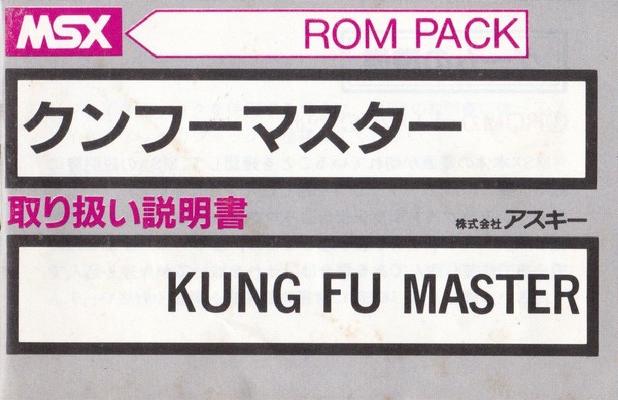 MSX ROM PACK
クンフーマスター
取り扱い説明書 株式会社アスキー
KUNG FU MASTER